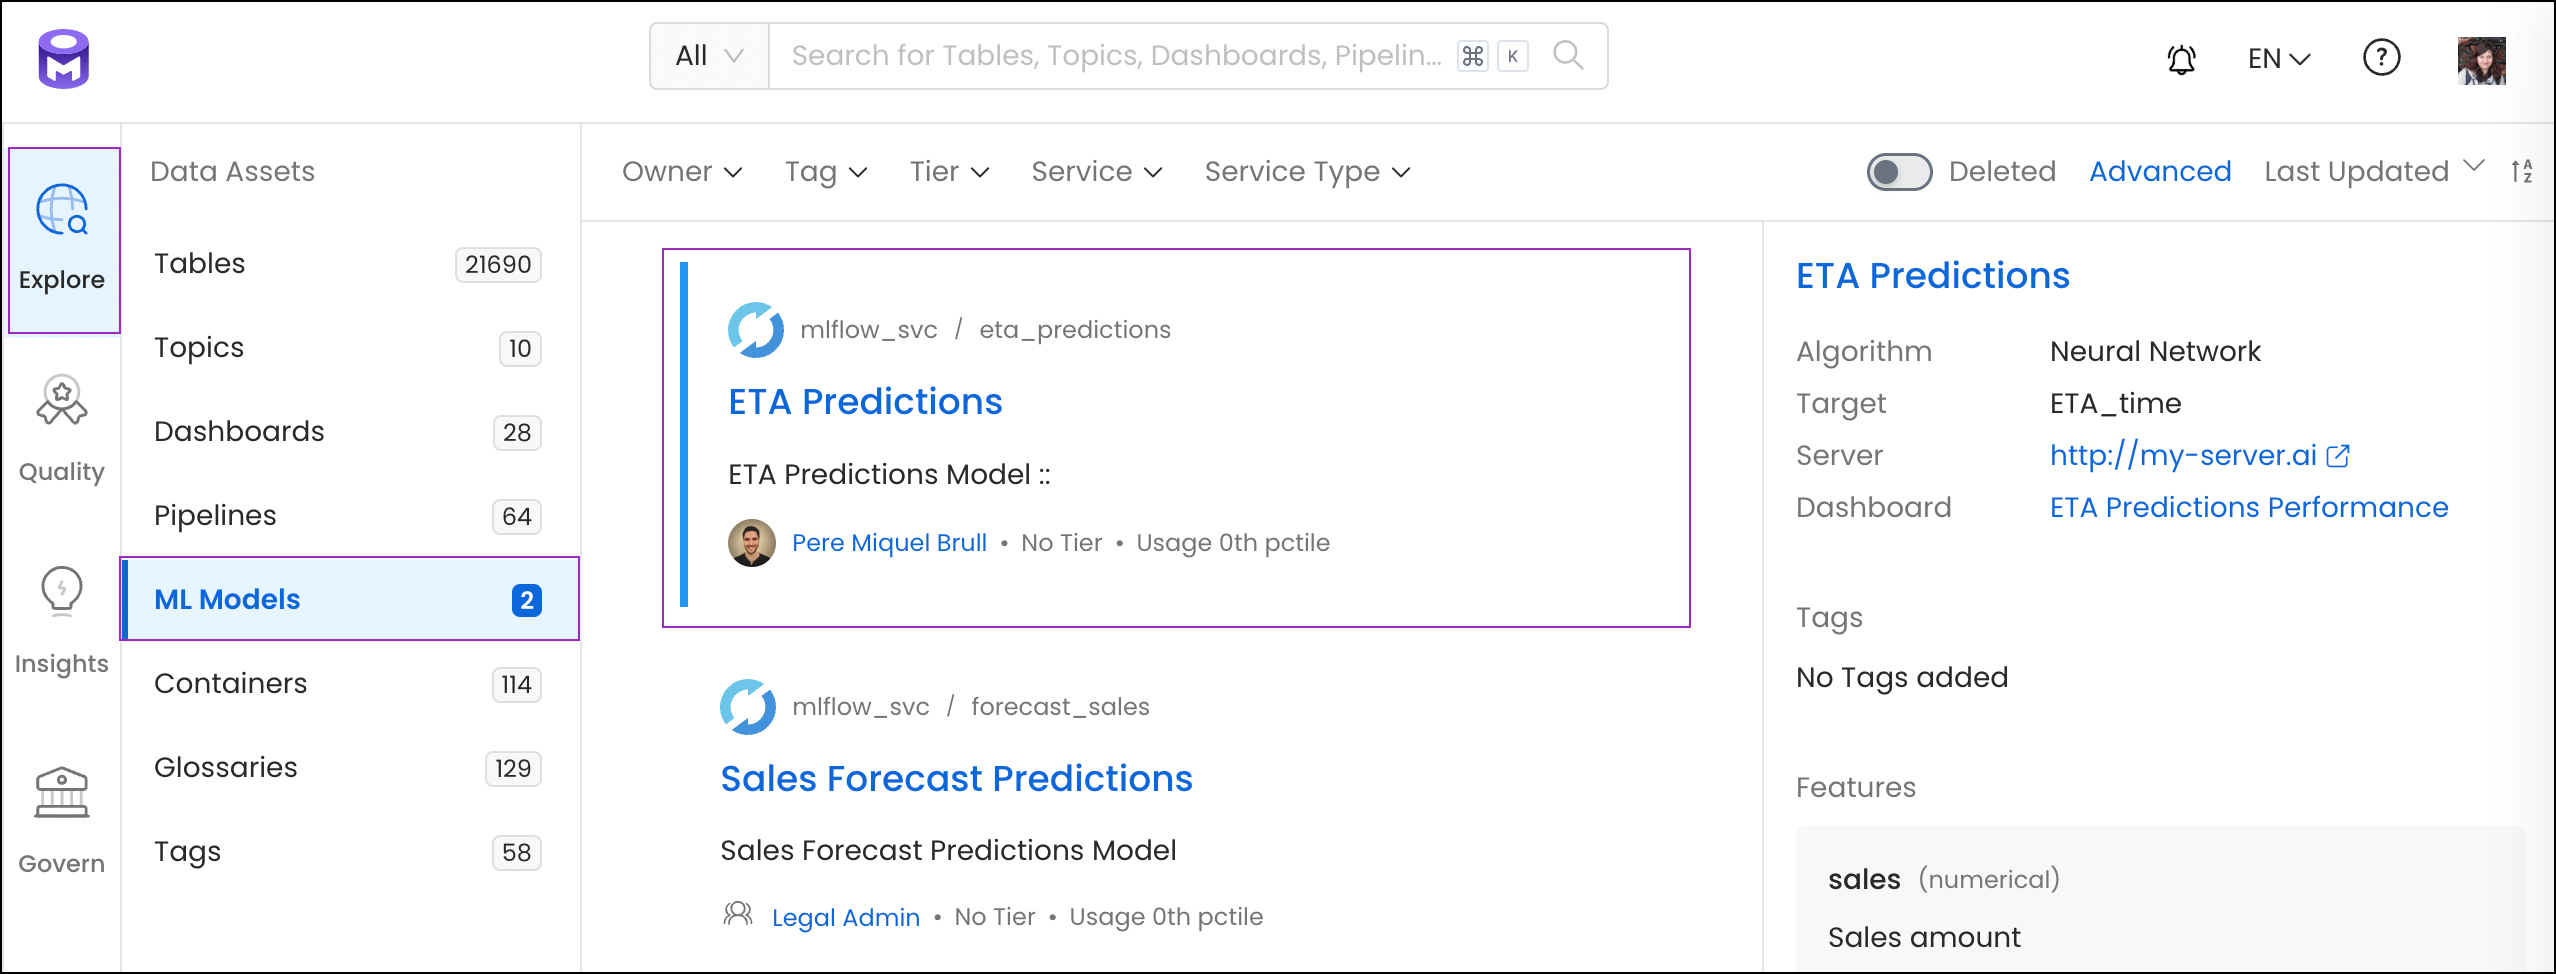 All
Search for Tables, Topics, Dashboards, Pipelin... ⌘ K
EN
?
Explore
Quality
Insights
Govern
Data Assets
Tables 21690
Topics 10
Dashboards 28
Pipelines 64
ML Models 2
Containers 114
Glossaries 129
Tags 58
Owner Tag Tier Service Service Type
Deleted Advanced Last Updated AZ
mlflow_svc / eta_predictions
ETA Predictions
ETA Predictions Model ::
Pere Miquel Brull • No Tier • Usage 0th pctile
mlflow_svc / forecast_sales
Sales Forecast Predictions
Sales Forecast Predictions Model
Legal Admin • No Tier • Usage 0th pctile
ETA Predictions
Algorithm Neural Network
Target ETA_time
Server http://my-server.ai
Dashboard ETA Predictions Performance
Tags
No Tags added
Features
sales (numerical)
Sales amount